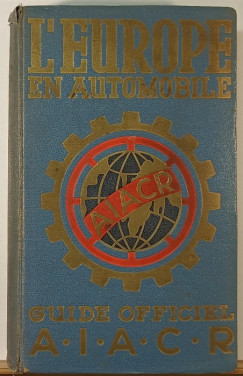 L'EUROPE
EN AUTOMOBILE
AIACR
GUIDE OFFICIEL
A·I·A·C·R